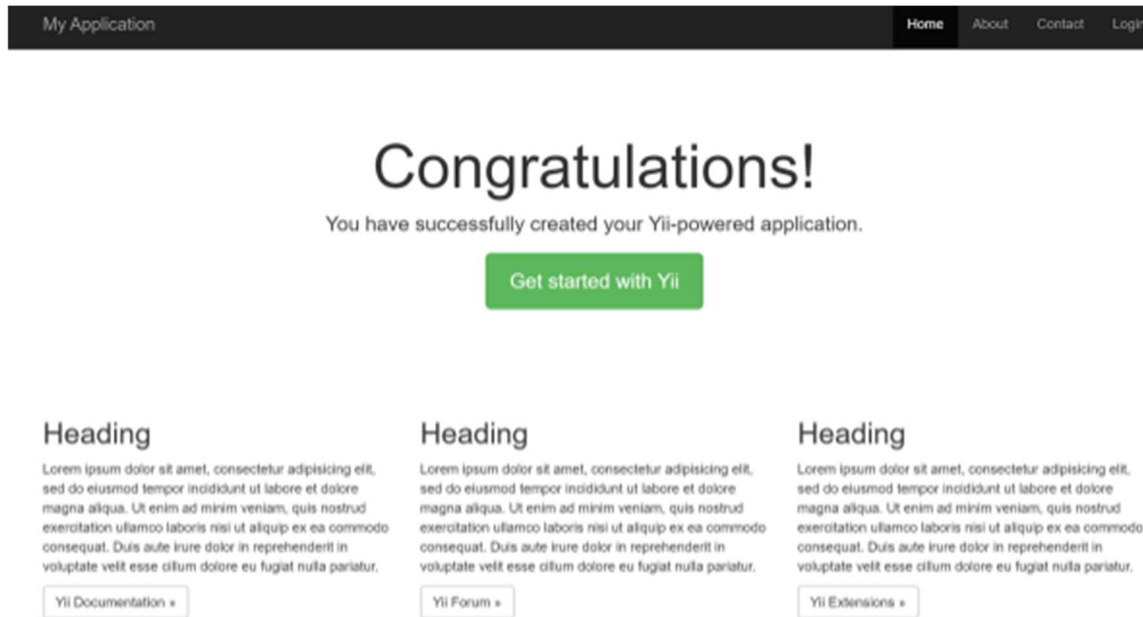 My Application
Home About Contact Login
Congratulations!
You have successfully created your Yii-powered application.
Get started with Yii
Heading
Lorem ipsum dolor sit amet, consectetur adipisicing elit,
sed do eiusmod tempor incididunt ut labore et dolore
magna aliqua. Ut enim ad minim veniam, quis nostrud
exercitation ullamco laboris nisi ut aliquip ex ea commodo
consequat. Duis aute irure dolor in reprehenderit in
voluptate velit esse cillum dolore eu fugiat nulla pariatur.
Yii Documentation »
Heading
Lorem ipsum dolor sit amet, consectetur adipisicing elit,
sed do eiusmod tempor incididunt ut labore et dolore
magna aliqua. Ut enim ad minim veniam, quis nostrud
exercitation ullamco laboris nisi ut aliquip ex ea commodo
consequat. Duis aute irure dolor in reprehenderit in
voluptate velit esse cillum dolore eu fugiat nulla pariatur.
Yii Forum »
Heading
Lorem ipsum dolor sit amet, consectetur adipisicing elit,
sed do eiusmod tempor incididunt ut labore et dolore
magna aliqua. Ut enim ad minim veniam, quis nostrud
exercitation ullamco laboris nisi ut aliquip ex ea commodo
consequat. Duis aute irure dolor in reprehenderit in
voluptate velit esse cillum dolore eu fugiat nulla pariatur.
Yii Extensions »